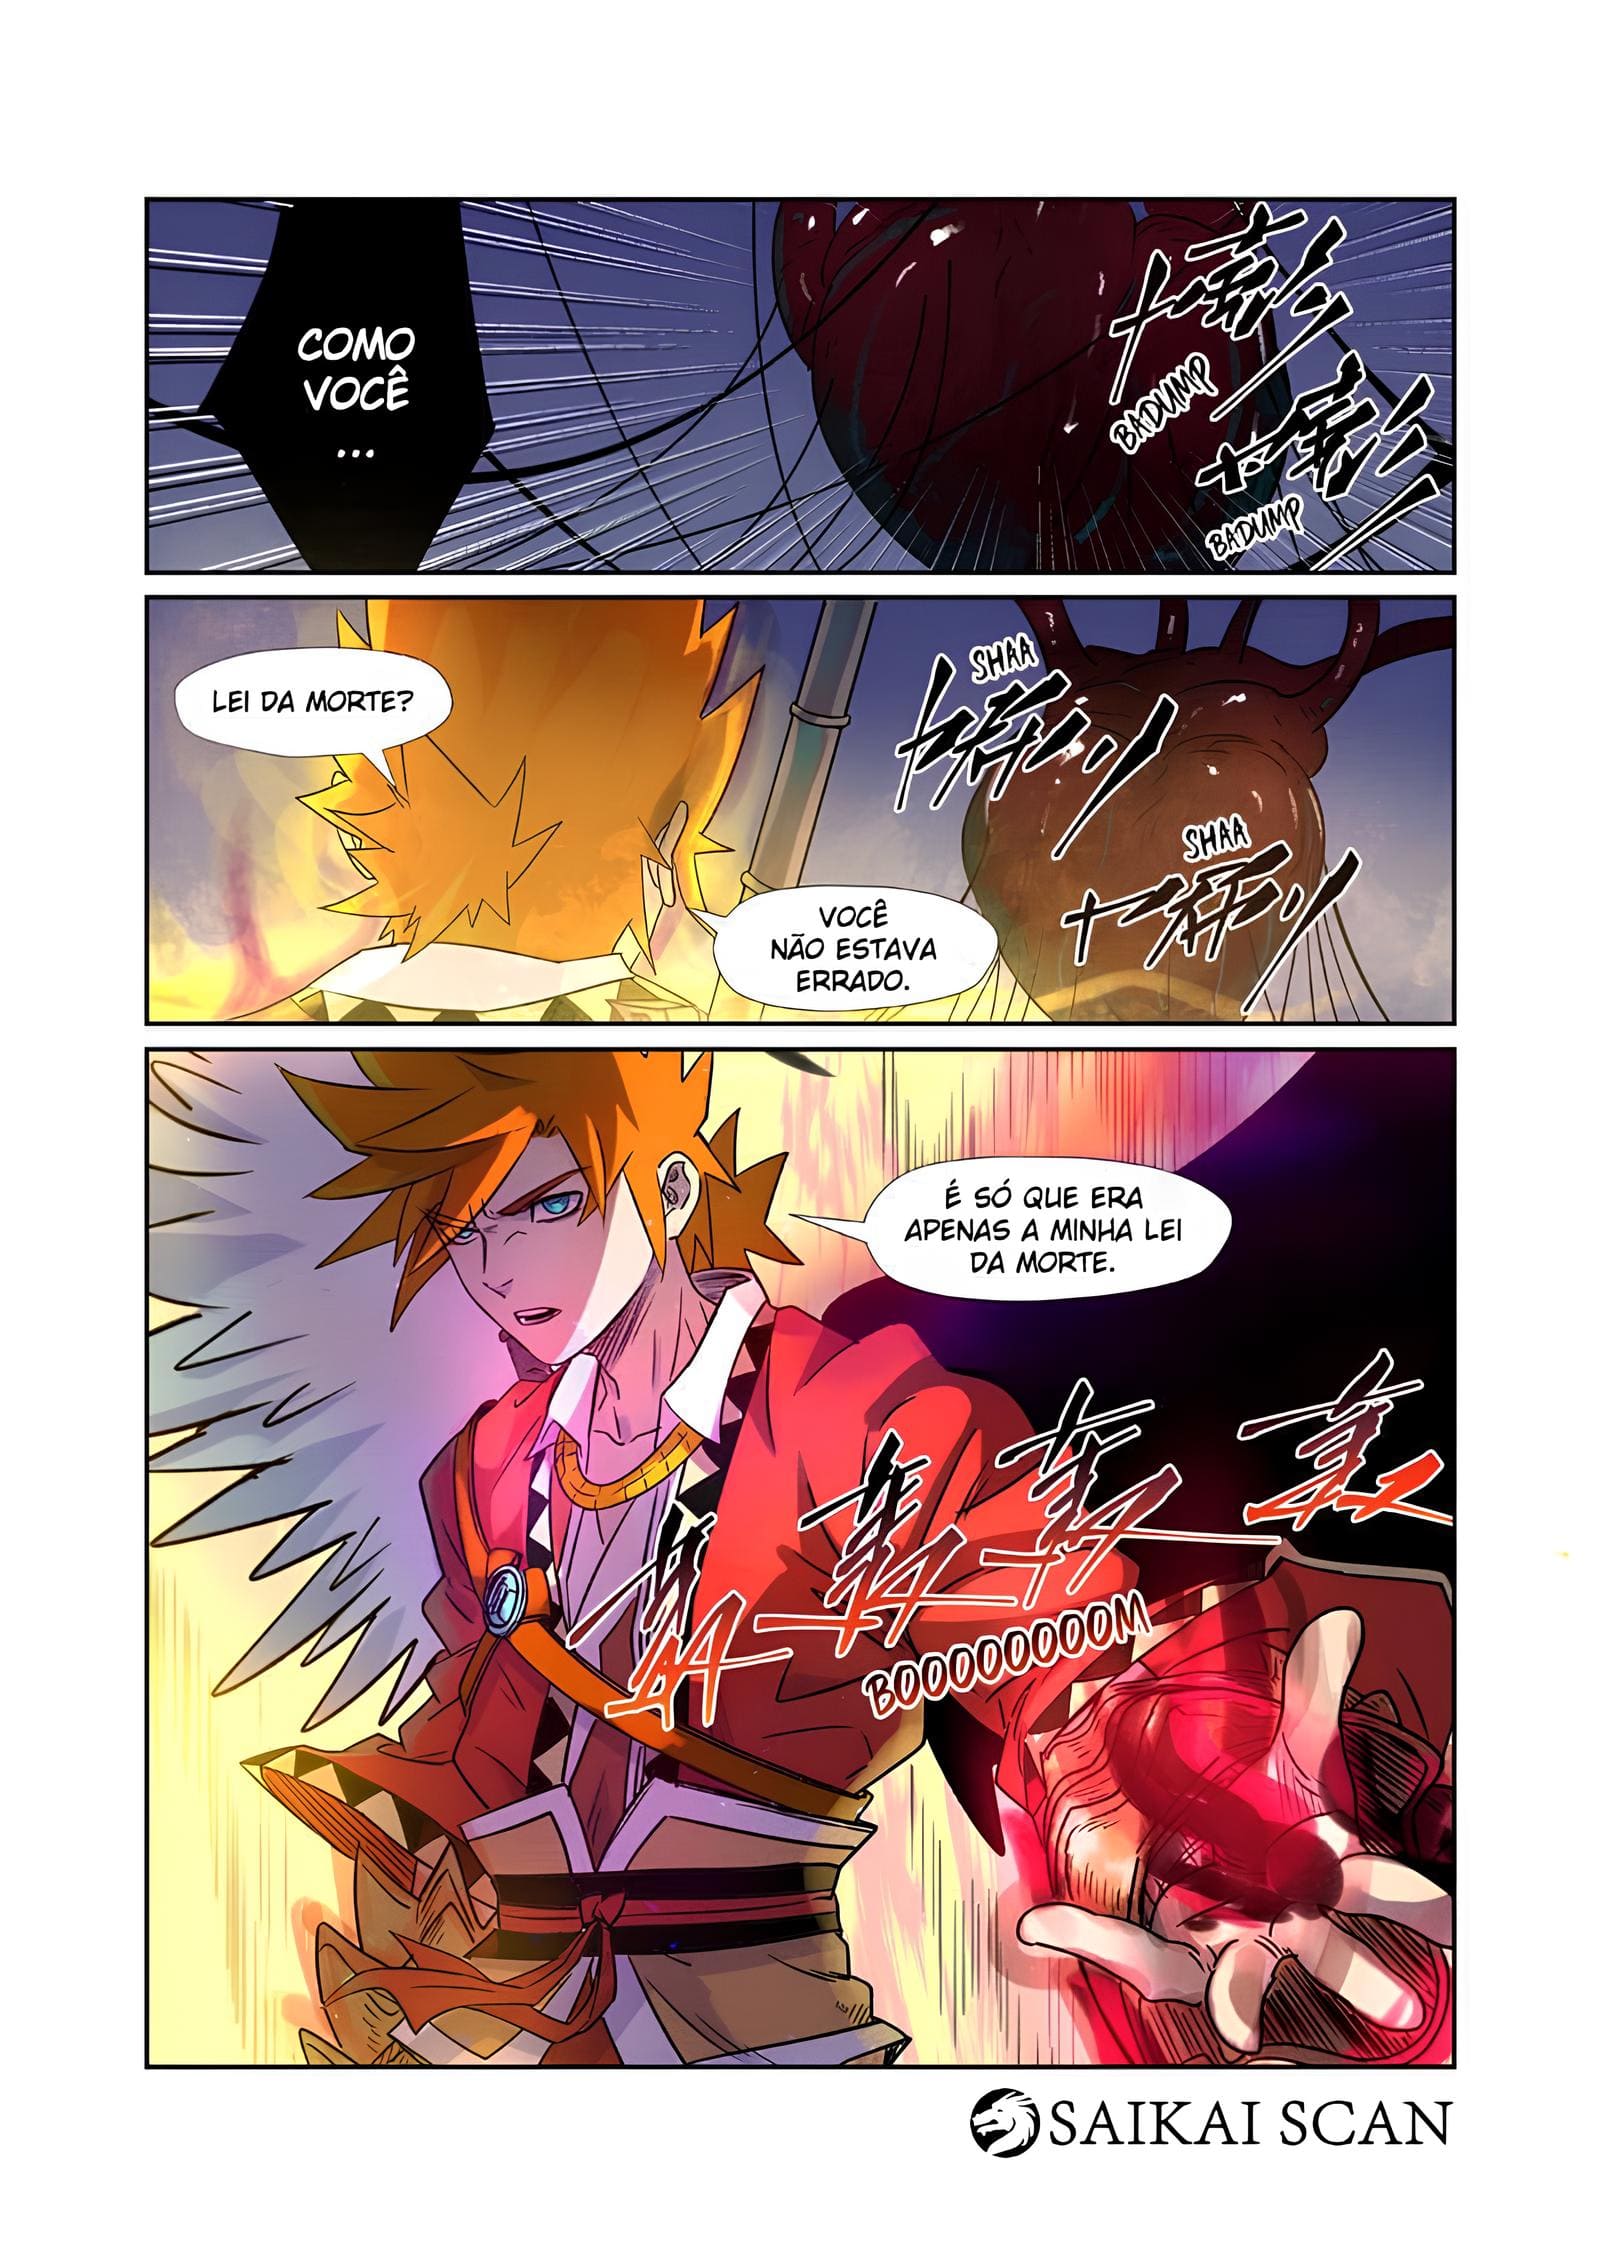 COMO
VOCÊ
...
BADUMP
BADUMP
LEI DA MORTE?
SHAA
SHAA
VOCÊ
NÃO ESTAVA
ERRADO.
É SÓ QUE ERA
APENAS A MINHA LEI
DA MORTE.
BOOOOOOOOM
SAIKAI SCAN